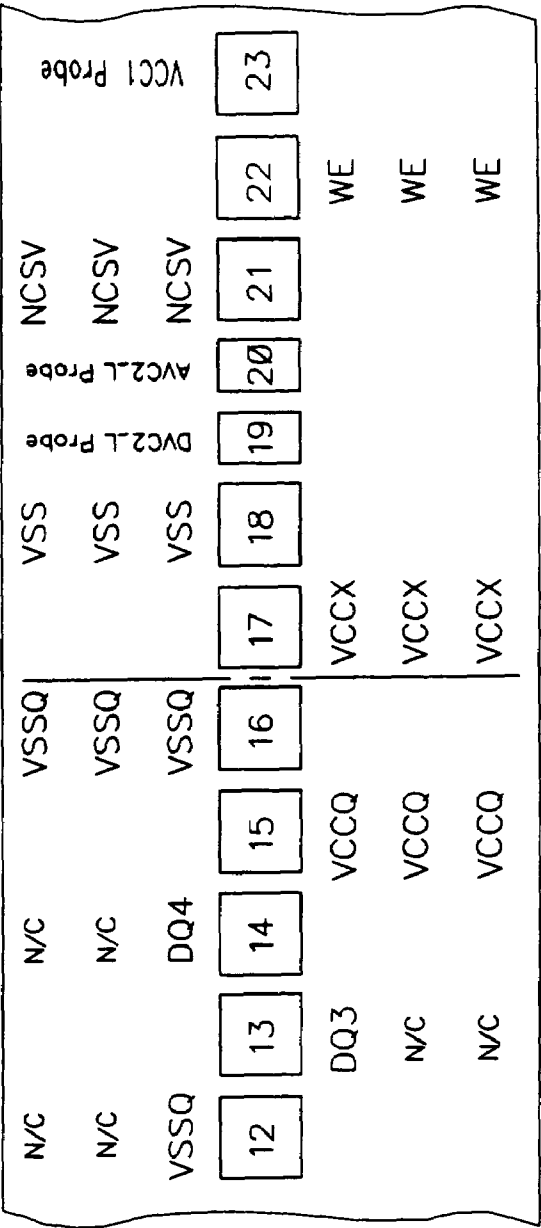 VCC1 Probe 23
22 WE WE WE
NCSV NCSV NCSV 21
AVC2_L Probe 20
DVC2_L Probe 19
VSS VSS VSS 18
17 VCCX VCCX VCCX
VSSQ VSSQ VSSQ 16
15 VCCQ VCCQ VCCQ
N/C N/C DQ4 14
13 DQ3 N/C N/C
N/C N/C VSSQ 12